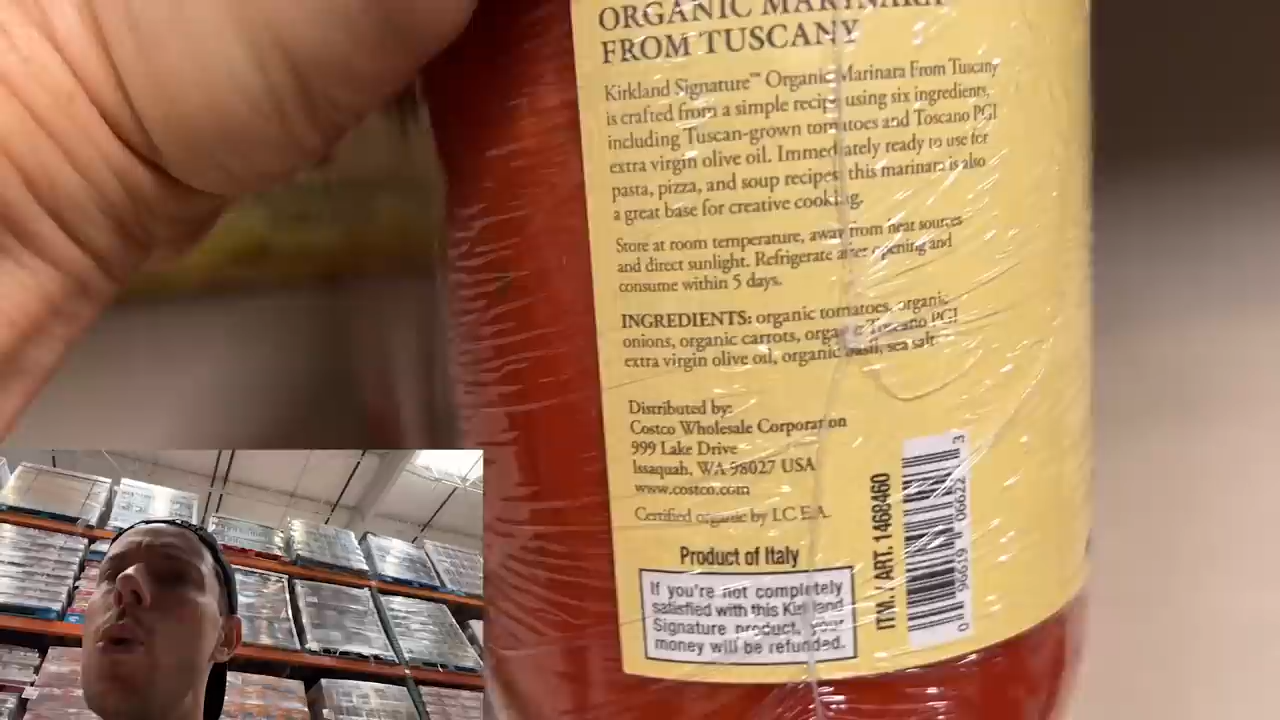 ORGANIC MARINARA
FROM TUSCANY
Kirkland Signature™ Organic Marinara From Tuscany
is crafted from a simple recipe using six ingredients,
including Tuscan-grown tomatoes and Toscano PGI
extra virgin olive oil. Immediately ready to use for
pasta, pizza, and soup recipes, this marinara is also
a great base for creative cooking.
Store at room temperature, away from heat sources
and direct sunlight. Refrigerate after opening and
consume within 5 days.
INGREDIENTS: organic tomatoes, organic
onions, organic carrots, organic Toscano PGI
extra virgin olive oil, organic basil, sea salt.
Distributed by:
Costco Wholesale Corporation
999 Lake Drive
Issaquah, WA 98027 USA
www.costco.com
Certified organic by I.C.E.A.
Product of Italy
If you're not completely
satisfied with this Kirkland
Signature product, your
money will be refunded.
ITM. / ART. 1468460
0 96619 06622 3